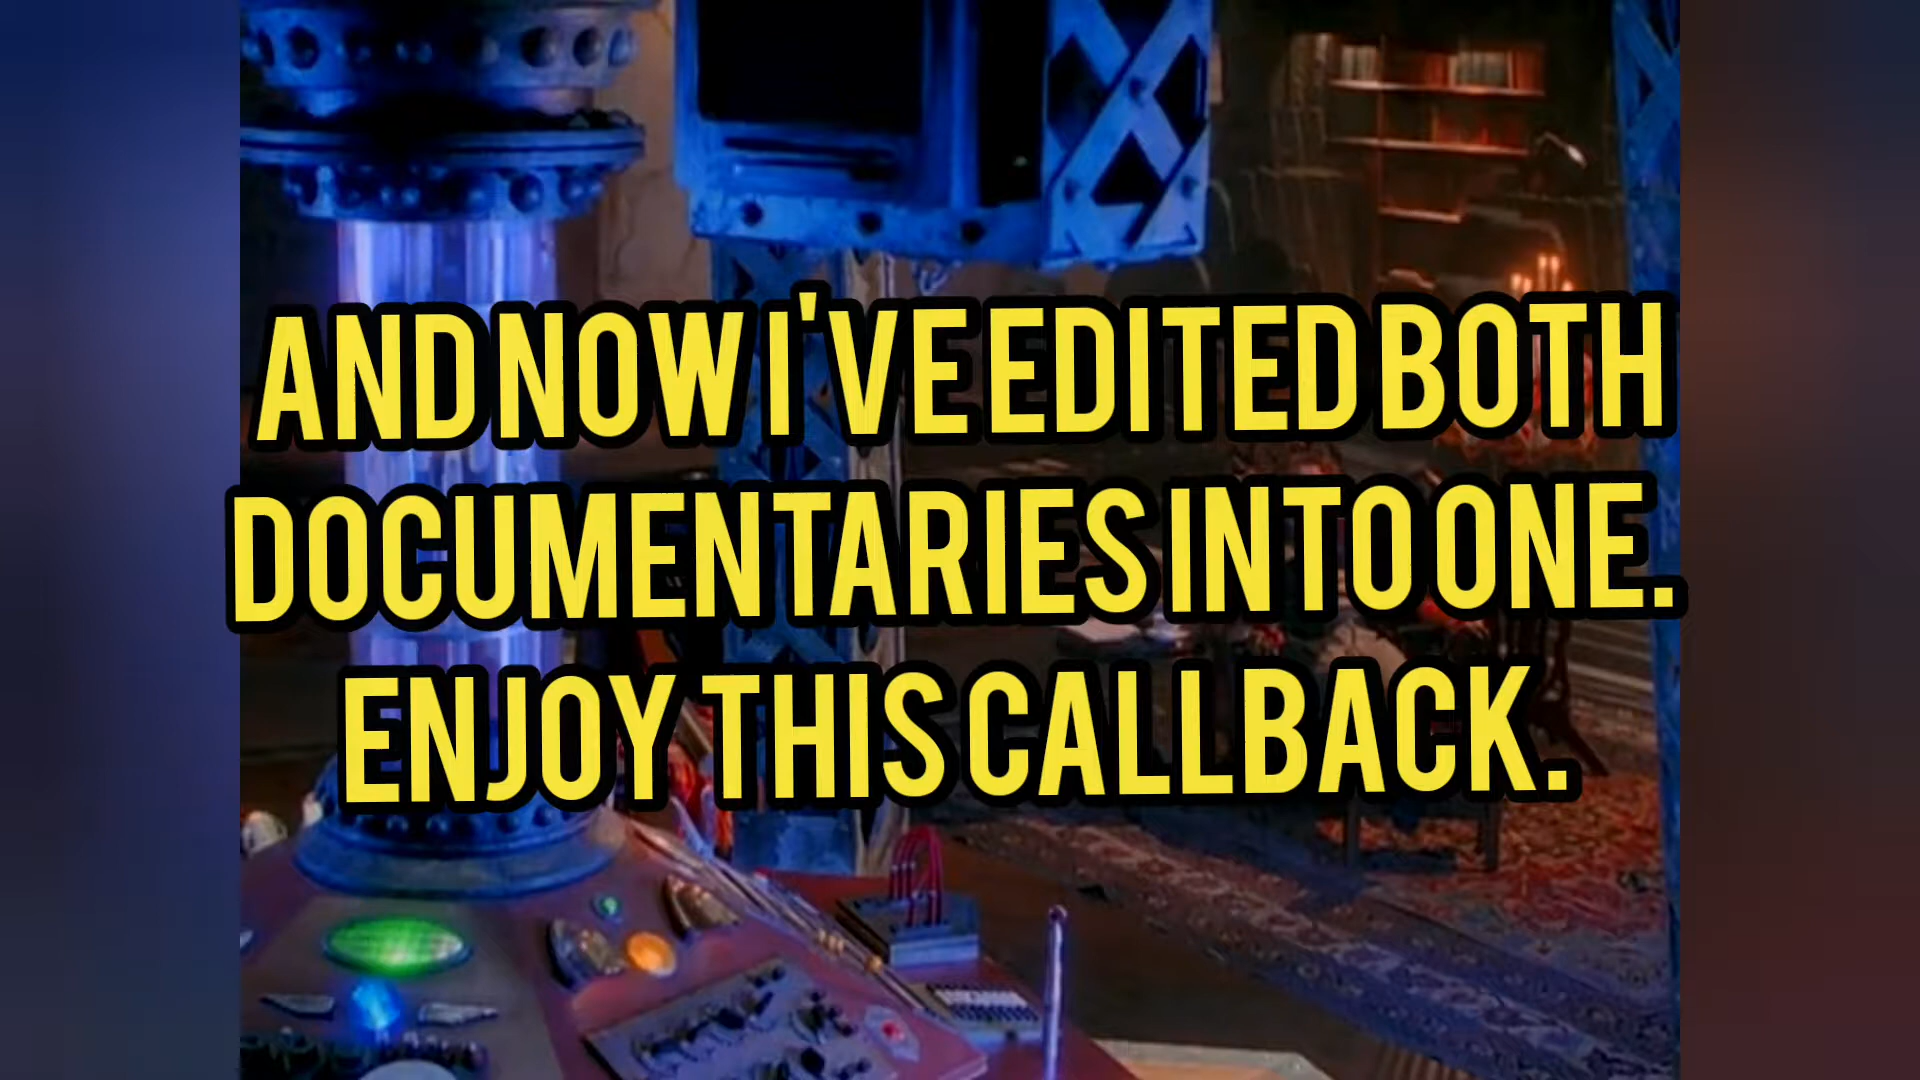 AND NOW I'VE EDITED BOTH
DOCUMENTARIES INTO ONE.
ENJOY THIS CALLBACK.